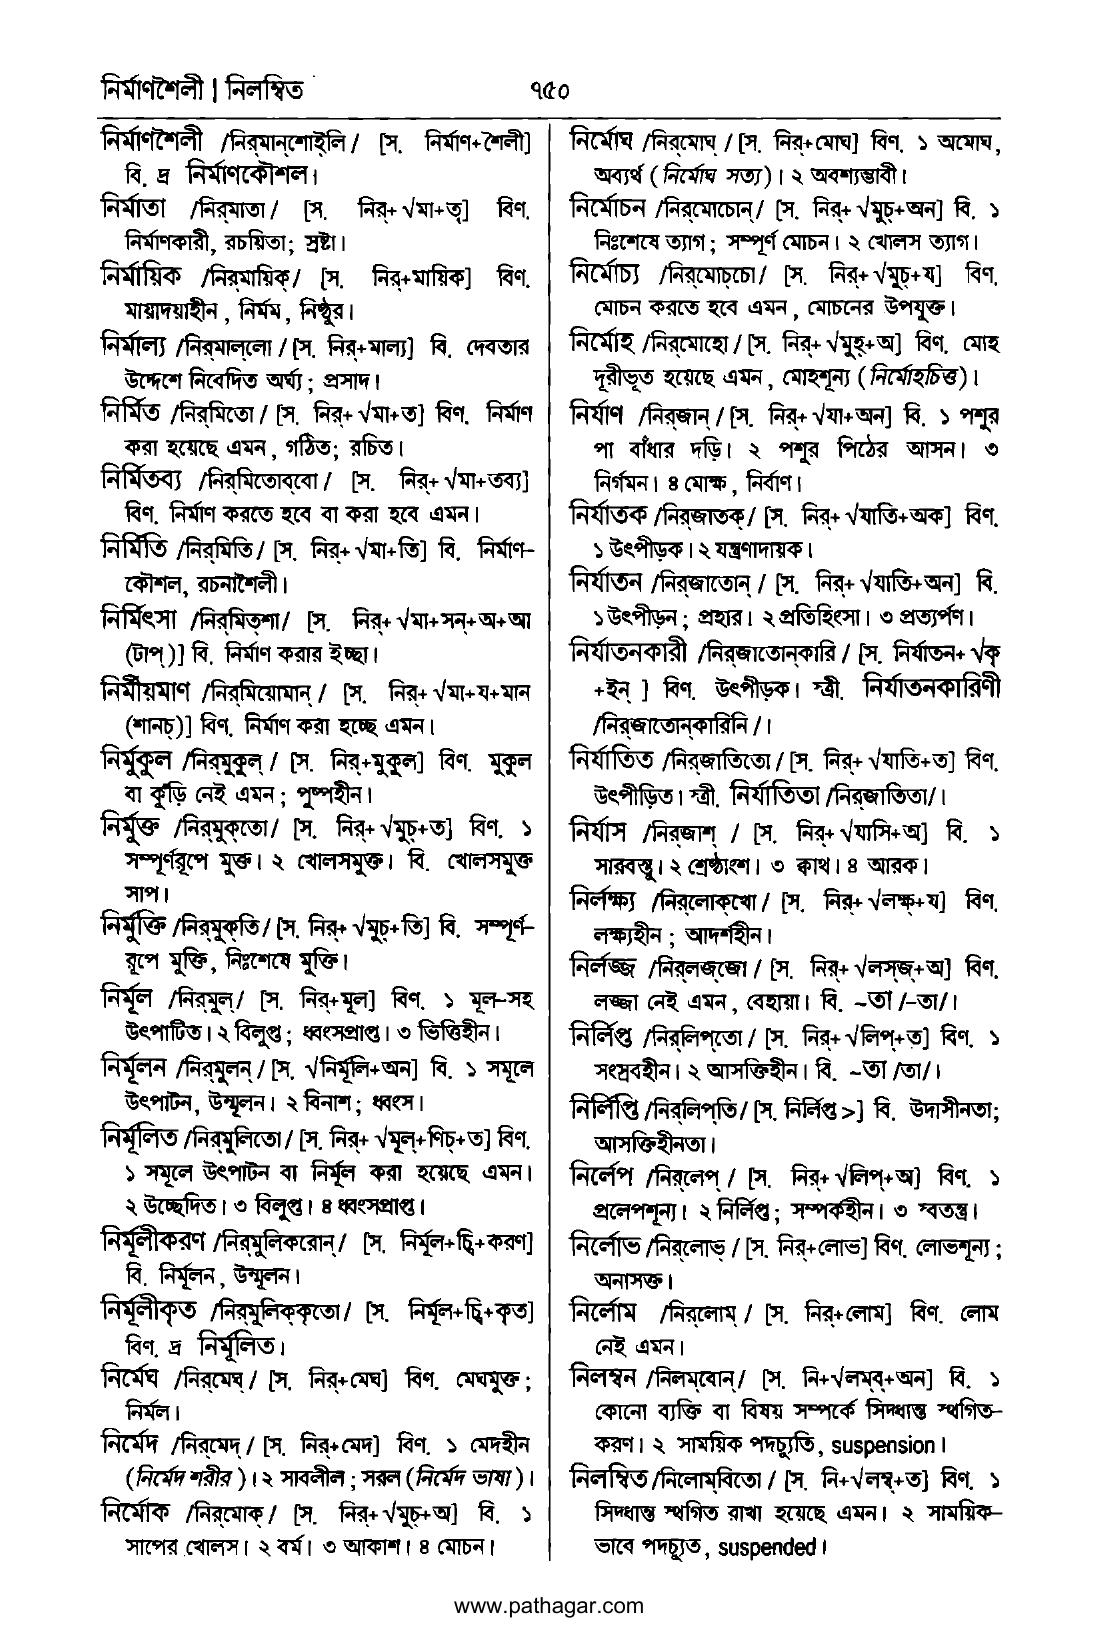 নির্মাণশৈলী | নিলম্বিত
৭৫০
নির্মাণশৈলী /নির্‌মান্‌শোই্‌লি/ [স. নির্মাণ+শৈলী]
বি. দ্র নির্মাণকৌশল।
নির্মাতা /নির্‌মাতা/ [স. নির্‌+√মা+তৃ] বিণ.
নির্মাণকারী, রচয়িতা; স্রষ্টা।
নির্মায়িক /নির্‌মায়িক্‌/ [স. নির্‌+মায়িক] বিণ.
মায়াদয়াহীন, নির্মম, নিষ্ঠুর।
নির্মাল্য /নির্‌মাল্‌লো/ [স. নির্‌+মাল্য] বি. দেবতার
উদ্দেশে নিবেদিত অর্ঘ্য; প্রসাদ।
নির্মিত /নির্‌মিতো/ [স. নির্‌+√মা+ত] বিণ. নির্মাণ
করা হয়েছে এমন, গঠিত; রচিত।
নির্মিতব্য /নির্‌মিতোব্‌বো/ [স. নির্‌+√মা+তব্য]
বিণ. নির্মাণ করতে হবে বা করা হবে এমন।
নির্মিতি /নির্‌মিতি/ [স. নির্‌+√মা+তি] বি. নির্মাণ-
কৌশল, রচনাশৈলী।
নির্মিৎসা /নির্‌মিত্‌শা/ [স. নির্‌+√মা+সন্‌+অ+আ
(টাপ্‌)] বি. নির্মাণ করার ইচ্ছা।
নির্মীয়মাণ /নির্‌মিয়োমান্‌/ [স. নির্‌+√মা+য+মান
(শানচ্‌)] বিণ. নির্মাণ করা হচ্ছে এমন।
নির্মুকুল /নির্‌মুকুল্‌/ [স. নির্‌+মুকুল] বিণ. মুকুল
বা কুঁড়ি নেই এমন; পুষ্পহীন।
নির্মুক্ত /নির্‌মুক্‌তো/ [স. নির্‌+√মুচ্‌+ত] বিণ. ১
সম্পূর্ণরূপে মুক্ত। ২ খোলসমুক্ত। বি. খোলসমুক্ত
সাপ।
নির্মুক্তি /নির্‌মুক্‌তি/ [স. নির্‌+√মুচ্‌+তি] বি. সম্পূর্ণ-
রূপে মুক্তি, নিঃশেষে মুক্তি।
নির্মূল /নির্‌মুল্‌/ [স. নির্‌+মূল] বিণ. ১ মূল-সহ
উৎপাটিত। ২ বিলুপ্ত; ধ্বংসপ্রাপ্ত। ৩ ভিত্তিহীন।
নির্মূলন /নির্‌মুলন্‌/ [স. √নির্মূলি+অন] বি. ১ সমূলে
উৎপাটন, উন্মূলন। ২ বিনাশ; ধ্বংস।
নির্মূলিত /নির্‌মুলিতো/ [স. নির্‌+√মূল্‌+ণিচ্‌+ত] বিণ.
১ সমূলে উৎপাটন বা নির্মূল করা হয়েছে এমন।
২ উচ্ছেদিত। ৩ বিলুপ্ত। ৪ ধ্বংসপ্রাপ্ত।
নির্মূলীকরণ /নির্‌মুলিকরোন্‌/ [স. নির্মূল+চ্বি+করণ]
বি. নির্মূলন, উন্মূলন।
নির্মূলীকৃত /নির্‌মুলিক্‌কৃতো/ [স. নির্মূল+চ্বি+কৃত]
বিণ. দ্র নির্মূলিত।
নির্মেঘ /নির্‌মেঘ্‌/ [স. নির্‌+মেঘ] বিণ. মেঘমুক্ত;
নির্মল।
নির্মেদ /নির্‌মেদ্‌/ [স. নির্‌+মেদ] বিণ. ১ মেদহীন
(নির্মেদ শরীর)। ২ সাবলীল; সরল (নির্মেদ ভাষা)।
নির্মোক /নির্‌মোক্‌/ [স. নির্‌+√মুচ্‌+অ] বি. ১
সাপের খোলস। ২ বর্ম। ৩ আকাশ। ৪ মোচন।
নির্মোঘ /নির্‌মোঘ্‌/ [স. নির্‌+মোঘ] বিণ. ১ অমোঘ,
অব্যর্থ (নির্মোঘ সত্য)। ২ অবশ্যম্ভাবী।
নির্মোচন /নির্‌মোচোন্‌/ [স. নির্‌+√মুচ্‌+অন] বি. ১
নিঃশেষে ত্যাগ; সম্পূর্ণ মোচন। ২ খোলস ত্যাগ।
নির্মোচ্য /নির্‌মোচ্‌চো/ [স. নির্‌+√মুচ্‌+য] বিণ.
মোচন করতে হবে এমন, মোচনের উপযুক্ত।
নির্মোহ /নির্‌মোহো/ [স. নির্‌+√মুহ্‌+অ] বিণ. মোহ
দূরীভূত হয়েছে এমন, মোহশূন্য (নির্মোহচিত্ত)।
নির্যাণ /নির্‌জান্‌/ [স. নির্‌+√যা+অন] বি. ১ পশুর
পা বাঁধার দড়ি। ২ পশুর পিঠের আসন। ৩
নির্গমন। ৪ মোক্ষ, নির্বাণ।
নির্যাতক /নির্‌জাতক্‌/ [স. নির্‌+√যাতি+অক] বিণ.
১ উৎপীড়ক। ২ যন্ত্রণাদায়ক।
নির্যাতন /নির্‌জাতোন্‌/ [স. নির্‌+√যাতি+অন] বি.
১ উৎপীড়ন; প্রহার। ২ প্রতিহিংসা। ৩ প্রত্যর্পণ।
নির্যাতনকারী /নির্‌জাতোন্‌কারি/ [স. নির্যাতন+√কৃ
+ইন্‌ ] বিণ. উৎপীড়ক। স্ত্রী. নির্যাতনকারিণী
/নির্‌জাতোন্‌কারিনি/।
নির্যাতিত /নির্‌জাতিতো/ [স. নির্‌+√যাতি+ত] বিণ.
উৎপীড়িত। স্ত্রী. নির্যাতিতা /নির্‌জাতিতা/।
নির্যাস /নির্‌জাশ্‌/ [স. নির্‌+√যাসি+অ] বি. ১
সারবস্তু। ২ শ্রেষ্ঠাংশ। ৩ ক্বাথ। ৪ আরক।
নির্লক্ষ্য /নির্‌লোক্‌খো/ [স. নির্‌+√লক্ষ্‌+য] বিণ.
লক্ষ্যহীন; আদর্শহীন।
নির্লজ্জ /নির্‌লজ্‌জো/ [স. নির্‌+√লস্‌জ্‌+অ] বিণ.
লজ্জা নেই এমন, বেহায়া। বি. ~তা /-তা/।
নির্লিপ্ত /নির্‌লিপ্‌তো/ [স. নির্‌+√লিপ্‌+ত] বিণ. ১
সংস্রবহীন। ২ আসক্তিহীন। বি. ~তা /তা/।
নির্লিপ্তি /নির্‌লিপ্‌তি/ [স. নির্লিপ্ত >] বি. উদাসীনতা;
আসক্তিহীনতা।
নির্লেপ /নির্‌লেপ্‌/ [স. নির্‌+√লিপ্‌+অ] বিণ. ১
প্রলেপশূন্য। ২ নির্লিপ্ত; সম্পর্কহীন। ৩ স্বতন্ত্র।
নির্লোভ /নির্‌লোভ্‌/ [স. নির্‌+লোভ] বিণ. লোভশূন্য;
অনাসক্ত।
নির্লোম /নির্‌লোম্‌/ [স. নির্‌+লোম] বিণ. লোম
নেই এমন।
নিলম্বন /নিলম্‌বোন্‌/ [স. নি+√লম্‌ব্‌+অন] বি. ১
কোনো ব্যক্তি বা বিষয় সম্পর্কে সিদ্ধান্ত স্থগিত-
করণ। ২ সাময়িক পদচ্যুতি, suspension।
নিলম্বিত /নিলোম্‌বিতো/ [স. নি+√লম্ব+ত] বিণ. ১
সিদ্ধান্ত স্থগিত রাখা হয়েছে এমন। ২ সাময়িক-
ভাবে পদচ্যুত, suspended।
www.pathagar.com